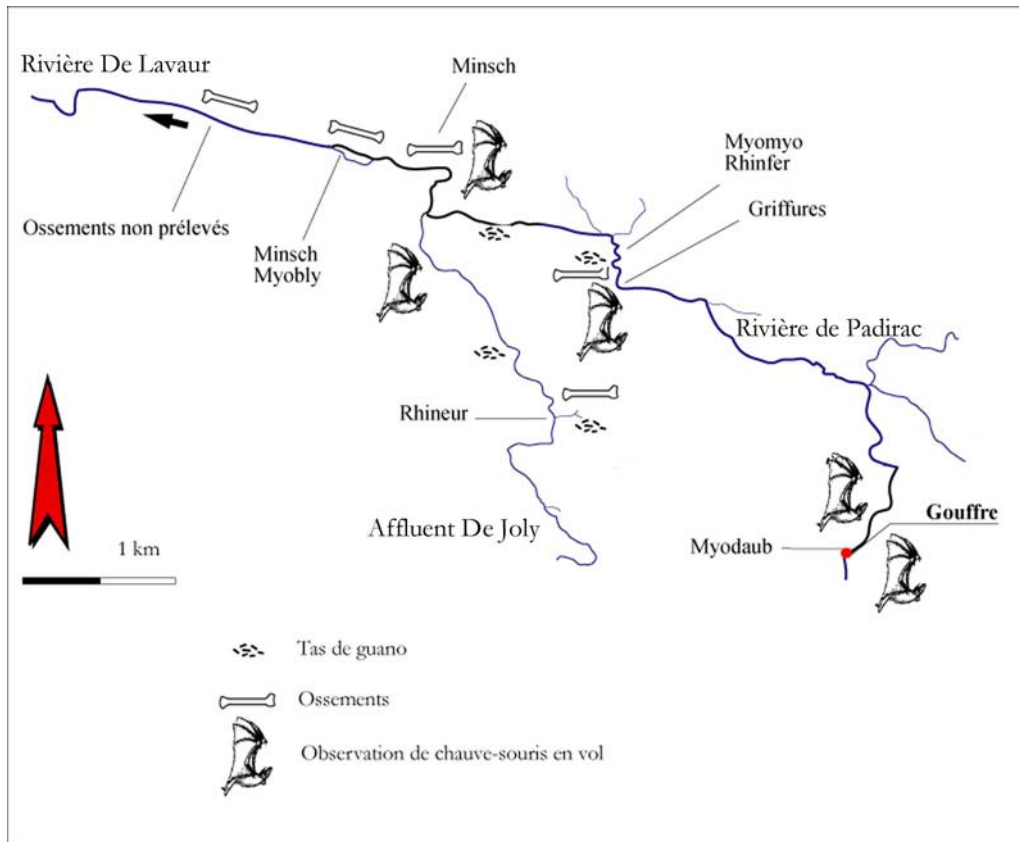 Rivière De Lavaur
Minsch
Myomyo
Rhinfer
Griffures
Ossements non prélevés
Minsch
Myobly
Rivière de Padirac
Rhineur
Gouffre
Affluent De Joly
Myodaub
1 km
Tas de guano
Ossements
Observation de chauve-souris en vol